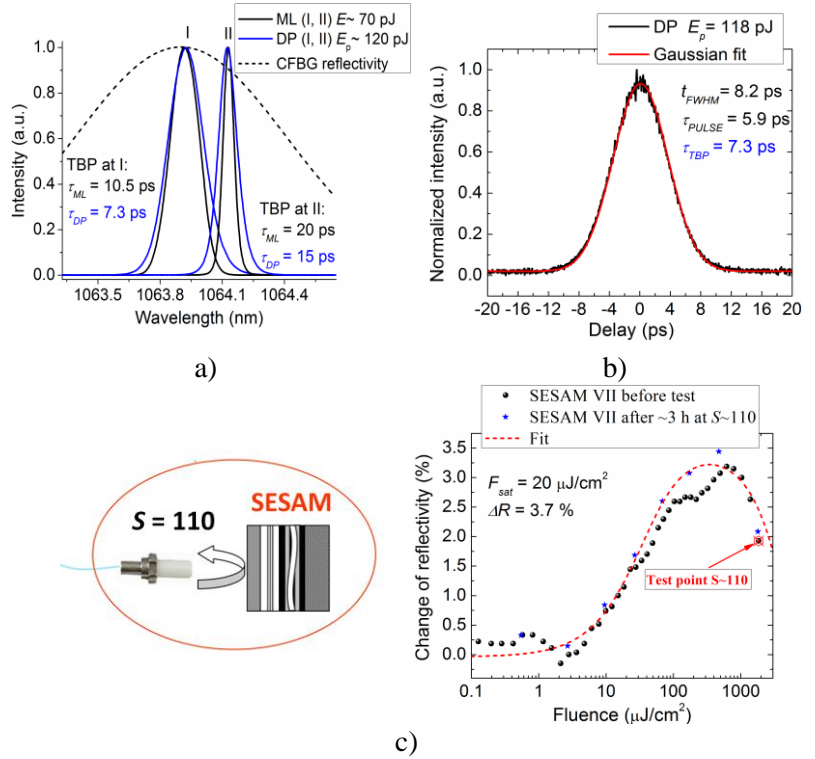 ML (I, II) E~ 70 pJ
DP (I, II) Eₚ~ 120 pJ
CFBG reflectivity
I II
1.0
0.8
0.6
0.4
0.2
0.0
Intensity (a.u.)
TBP at I:
τML = 10.5 ps
τDP = 7.3 ps
TBP at II:
τML = 20 ps
τDP = 15 ps
1063.5 1063.8 1064.1 1064.4
Wavelength (nm)
a)
DP Eₚ = 118 pJ
Gaussian fit
1.0
0.8
0.6
0.4
0.2
0.0
Normalized intensity (a.u.)
tFWHM = 8.2 ps
τPULSE = 5.9 ps
τTBP = 7.3 ps
-20 -16 -12 -8 -4 0 4 8 12 16 20
Delay (ps)
b)
S = 110
SESAM
SESAM VII before test
SESAM VII after ~3 h at S~110
Fit
3.5
3.0
2.5
2.0
1.5
1.0
0.5
0.0
Change of reflectivity (%)
Fsat = 20 μJ/cm²
ΔR = 3.7 %
Test point S~110
0.1 1 10 100 1000
Fluence (μJ/cm²)
c)